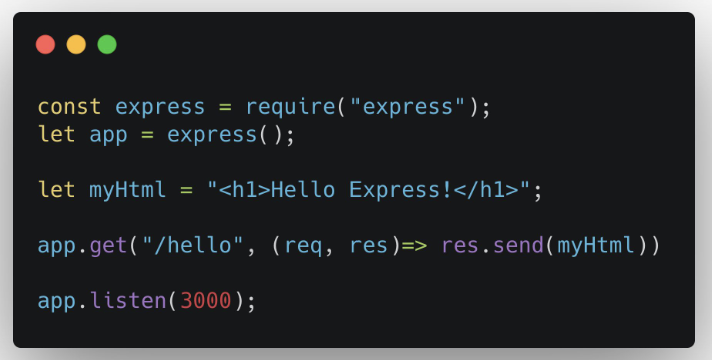 const express = require("express");
let app = express();
let myHtml = "<h1>Hello Express!</h1>";
app.get("/hello", (req, res)=> res.send(myHtml))
app.listen(3000);